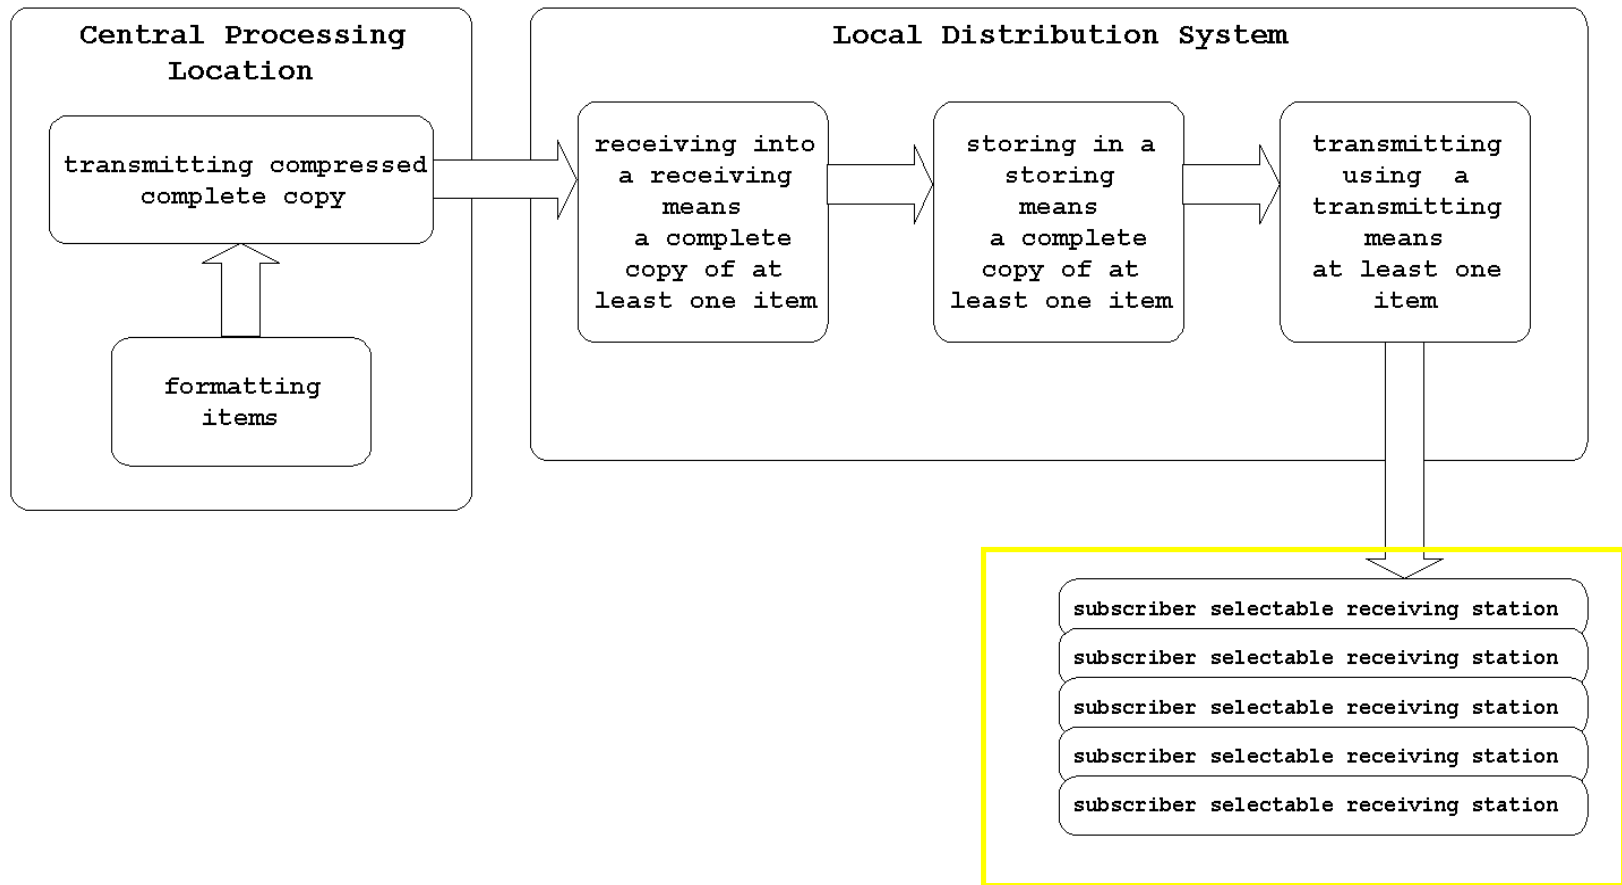 Central Processing
Location
transmitting compressed
complete copy
formatting
items
Local Distribution System
receiving into
a receiving
means
a complete
copy of at
least one item
storing in a
storing
means
a complete
copy of at
least one item
transmitting
using a
transmitting
means
at least one
item
subscriber selectable receiving station
subscriber selectable receiving station
subscriber selectable receiving station
subscriber selectable receiving station
subscriber selectable receiving station